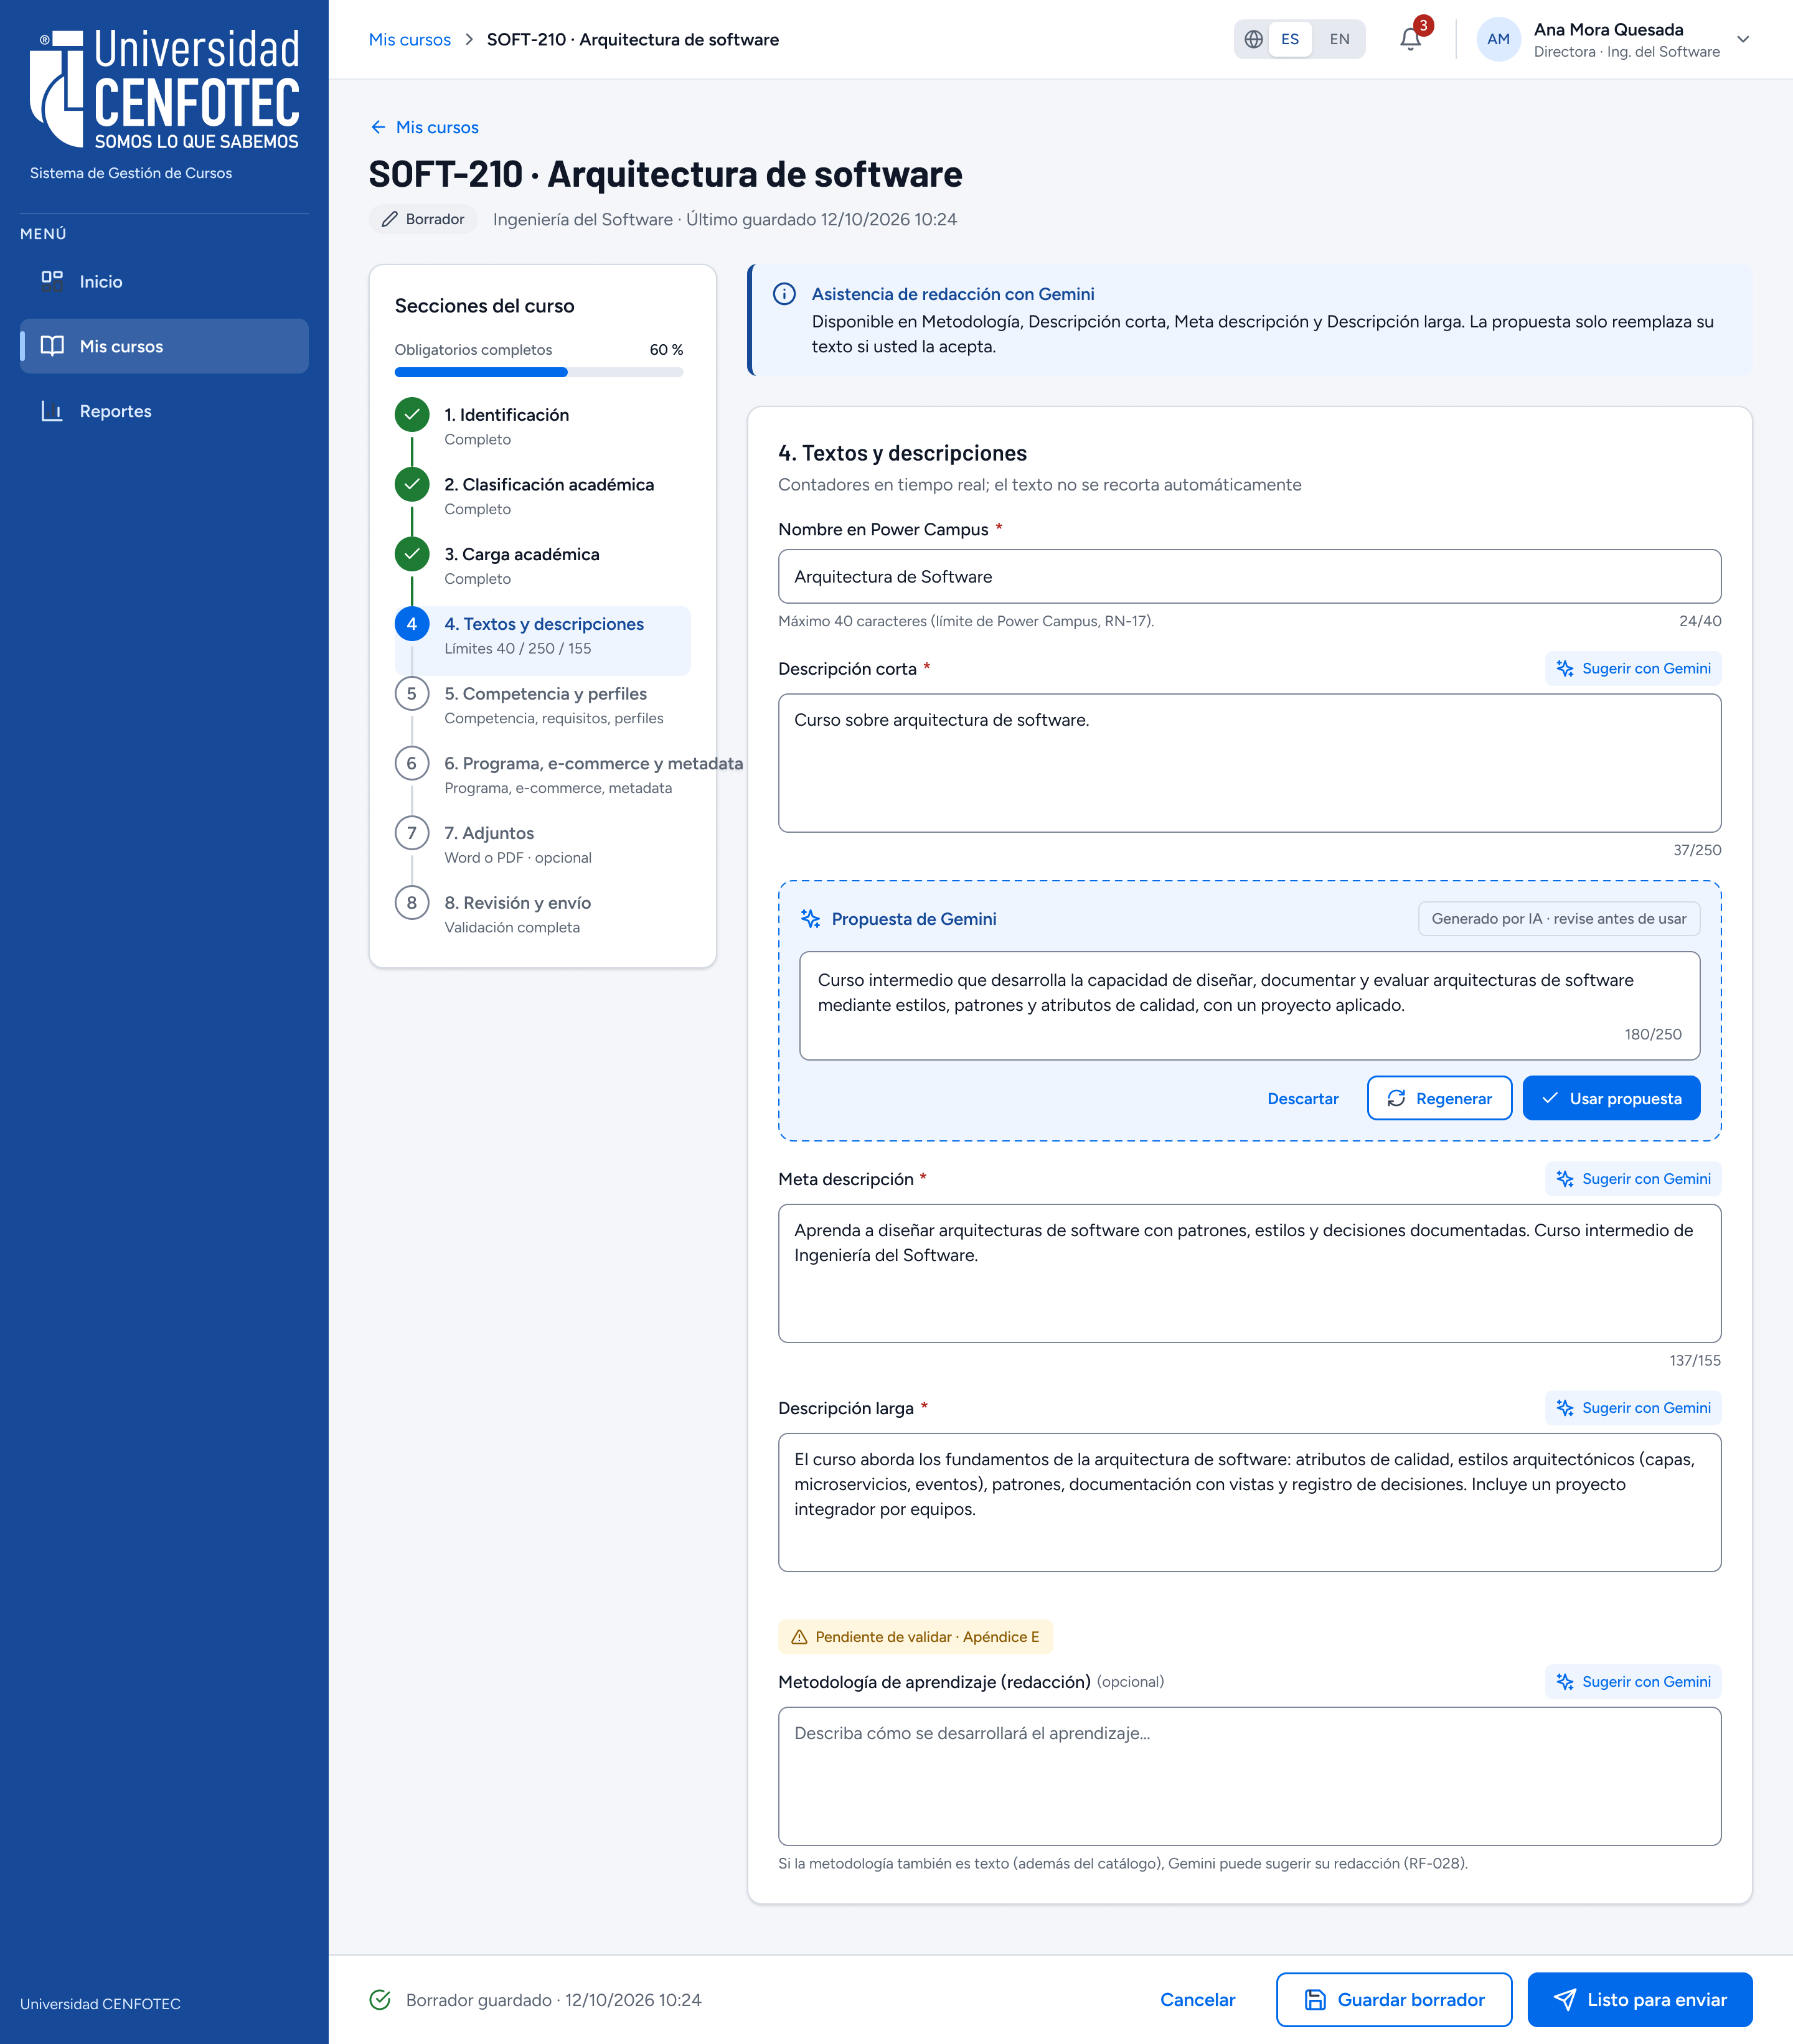 Universidad
CENFOTEC
SOMOS LO QUE SABEMOS
Sistema de Gestión de Cursos
MENÚ
Inicio
Mis cursos
Reportes
Universidad CENFOTEC
Mis cursos > SOFT-210 · Arquitectura de software
ES EN
3
AM
Ana Mora Quesada
Directora · Ing. del Software
← Mis cursos
SOFT-210 · Arquitectura de software
Borrador
Ingeniería del Software · Último guardado 12/10/2026 10:24
Secciones del curso
Obligatorios completos 60 %
1. Identificación
Completo
2. Clasificación académica
Completo
3. Carga académica
Completo
4 4. Textos y descripciones
Límites 40 / 250 / 155
5 5. Competencia y perfiles
Competencia, requisitos, perfiles
6 6. Programa, e-commerce y metadata
Programa, e-commerce, metadata
7 7. Adjuntos
Word o PDF · opcional
8 8. Revisión y envío
Validación completa
Asistencia de redacción con Gemini
Disponible en Metodología, Descripción corta, Meta descripción y Descripción larga. La propuesta solo reemplaza su
texto si usted la acepta.
4. Textos y descripciones
Contadores en tiempo real; el texto no se recorta automáticamente
Nombre en Power Campus *
Arquitectura de Software
Máximo 40 caracteres (límite de Power Campus, RN-17). 24/40
Descripción corta * Sugerir con Gemini
Curso sobre arquitectura de software.
37/250
Propuesta de Gemini Generado por IA · revise antes de usar
Curso intermedio que desarrolla la capacidad de diseñar, documentar y evaluar arquitecturas de software
mediante estilos, patrones y atributos de calidad, con un proyecto aplicado.
180/250
Descartar Regenerar Usar propuesta
Meta descripción * Sugerir con Gemini
Aprenda a diseñar arquitecturas de software con patrones, estilos y decisiones documentadas. Curso intermedio de
Ingeniería del Software.
137/155
Descripción larga * Sugerir con Gemini
El curso aborda los fundamentos de la arquitectura de software: atributos de calidad, estilos arquitectónicos (capas,
microservicios, eventos), patrones, documentación con vistas y registro de decisiones. Incluye un proyecto
integrador por equipos.
Pendiente de validar · Apéndice E
Metodología de aprendizaje (redacción) (opcional) Sugerir con Gemini
Describa cómo se desarrollará el aprendizaje...
Si la metodología también es texto (además del catálogo), Gemini puede sugerir su redacción (RF-028).
Borrador guardado · 12/10/2026 10:24
Cancelar Guardar borrador Listo para enviar